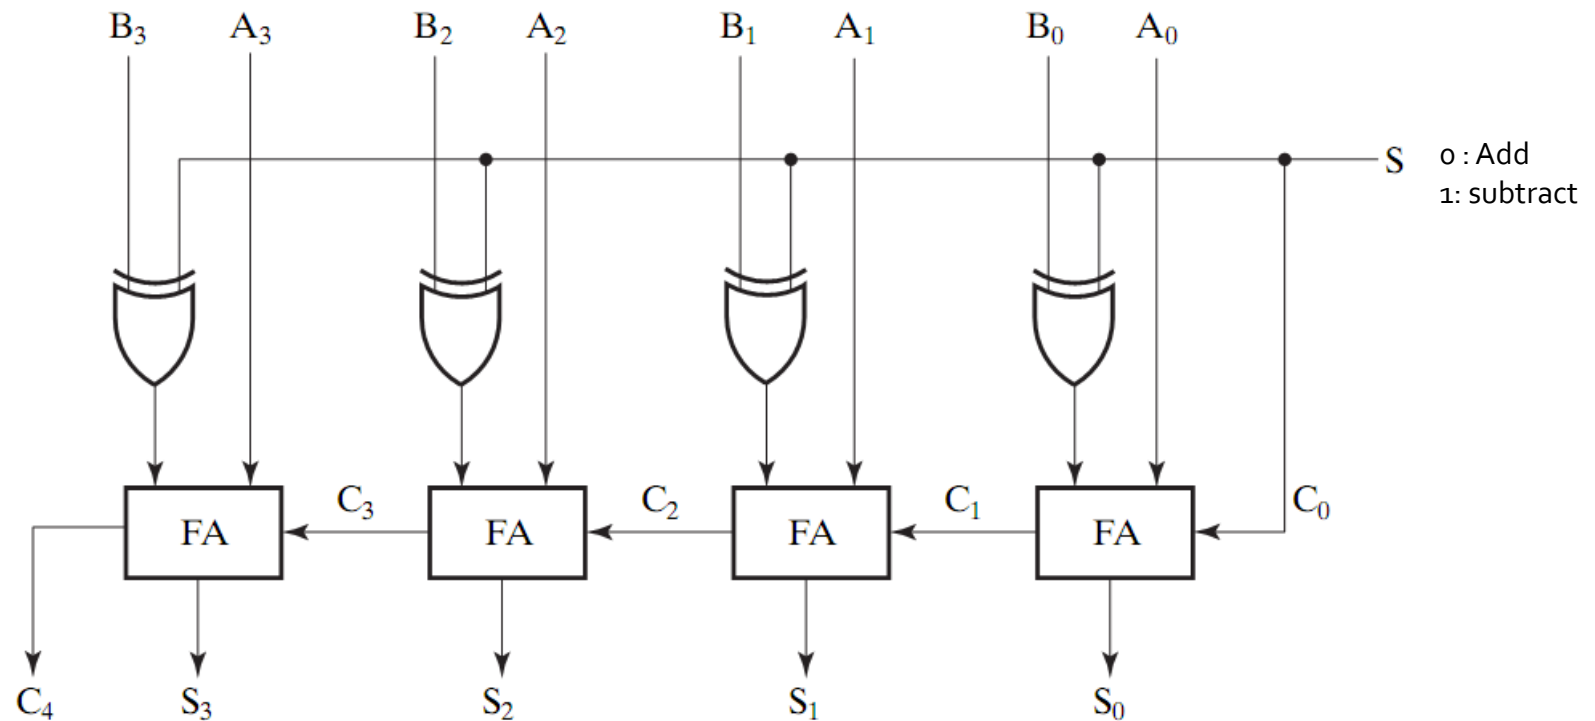 B₃ A₃ B₂ A₂ B₁ A₁ B₀ A₀
S 0 : Add
1: subtract
FA C₃ FA C₂ FA C₁ FA C₀
C₄ S₃ S₂ S₁ S₀